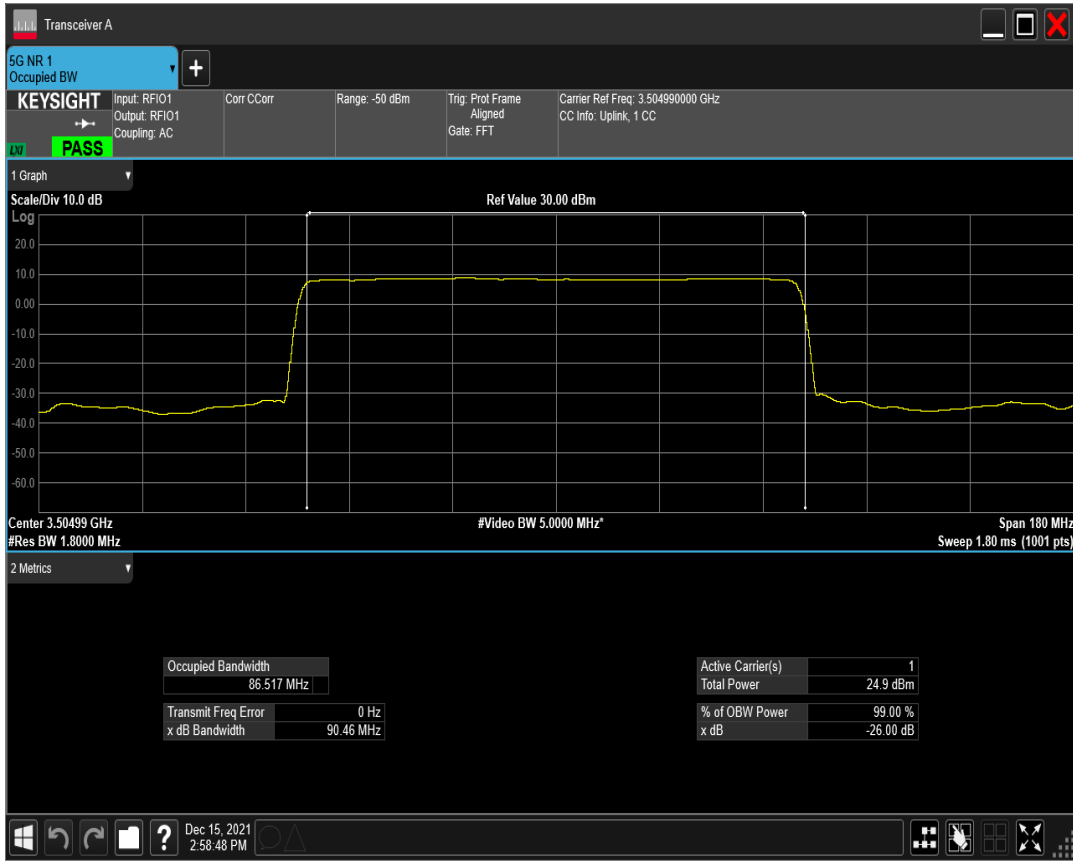 Transceiver A
5G NR 1
Occupied BW
+
KEYSIGHT
LXI
PASS
Input: RFIO1
Output: RFIO1
Coupling: AC
Corr CCorr
Range: -50 dBm
Trig: Prot Frame
Aligned
Gate: FFT
Carrier Ref Freq: 3.504990000 GHz
CC Info: Uplink, 1 CC
1 Graph
Scale/Div 10.0 dB
Ref Value 30.00 dBm
Log
20.0
10.0
0.00
-10.0
-20.0
-30.0
-40.0
-50.0
-60.0
Center 3.50499 GHz
#Video BW 5.0000 MHz*
Span 180 MHz
#Res BW 1.8000 MHz
Sweep 1.80 ms (1001 pts)
2 Metrics
Occupied Bandwidth
86.517 MHz
Transmit Freq Error 0 Hz
x dB Bandwidth 90.46 MHz
Active Carrier(s) 1
Total Power 24.9 dBm
% of OBW Power 99.00 %
x dB -26.00 dB
?
Dec 15, 2021
2:58:48 PM